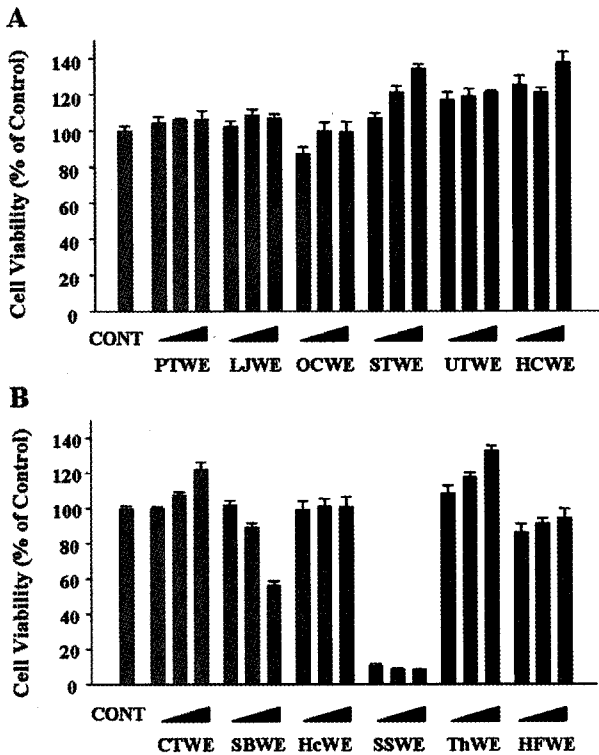 A
Cell Viability (% of Control)
140
120
100
80
60
40
20
0
CONT
PTWE LJWE OCWE STWE UTWE HCWE
B
Cell Viability (% of Control)
140
120
100
80
60
40
20
0
CONT
CTWE SBWE HcWE SSWE ThWE HFWE